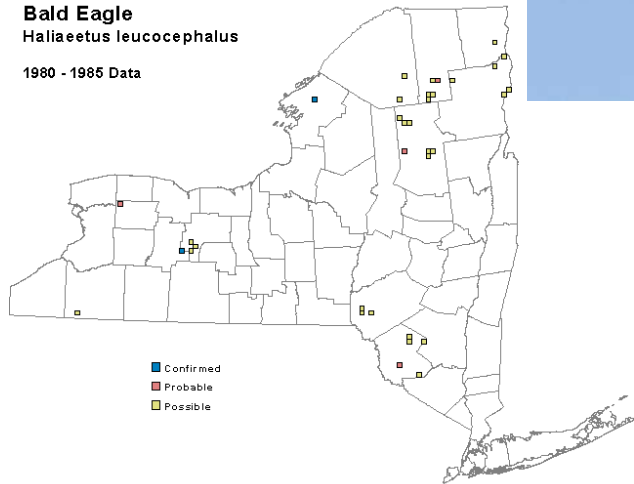 Bald Eagle
Haliaeetus leucocephalus
1980 - 1985 Data
Confirmed
Probable
Possible